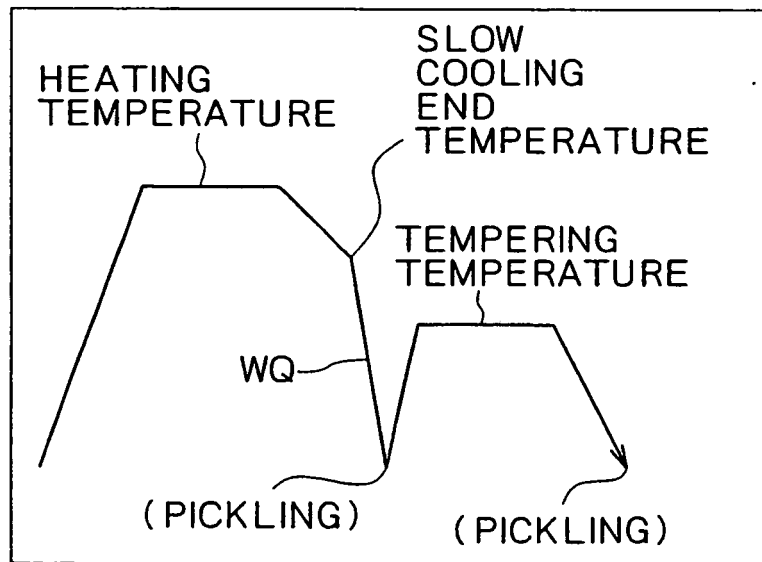 HEATING
TEMPERATURE
SLOW
COOLING
END
TEMPERATURE
TEMPERING
TEMPERATURE
WQ
(PICKLING)
(PICKLING)